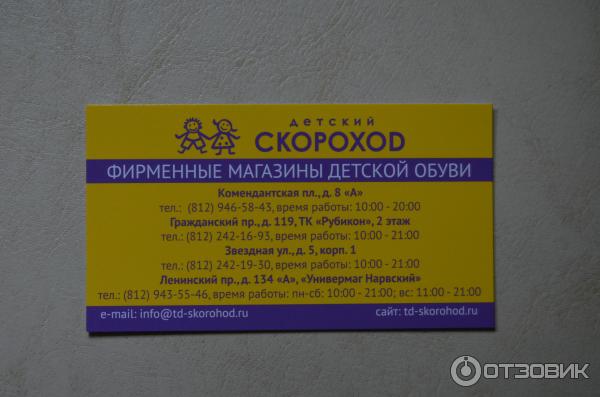 детский
СКОРОХОD
ФИРМЕННЫЕ МАГАЗИНЫ ДЕТСКОЙ ОБУВИ
Комендантская пл., д. 8 «А»
тел.: (812) 946-58-43, время работы: 10:00 - 20:00
Гражданский пр., д. 119, ТК «Рубикон», 2 этаж
тел.: (812) 242-16-93, время работы: 10:00 - 21:00
Звездная ул., д. 5, корп. 1
тел.: (812) 242-19-30, время работы: 10:00 - 21:00
Ленинский пр., д. 134 «А», «Универмаг Нарвский»
тел.: (812) 943-55-46, время работы: пн-сб: 10:00 - 21:00; вс: 11:00 - 21:00
e-mail: info@td-skorohod.ru сайт: td-skorohod.ru
ОТЗОВИК